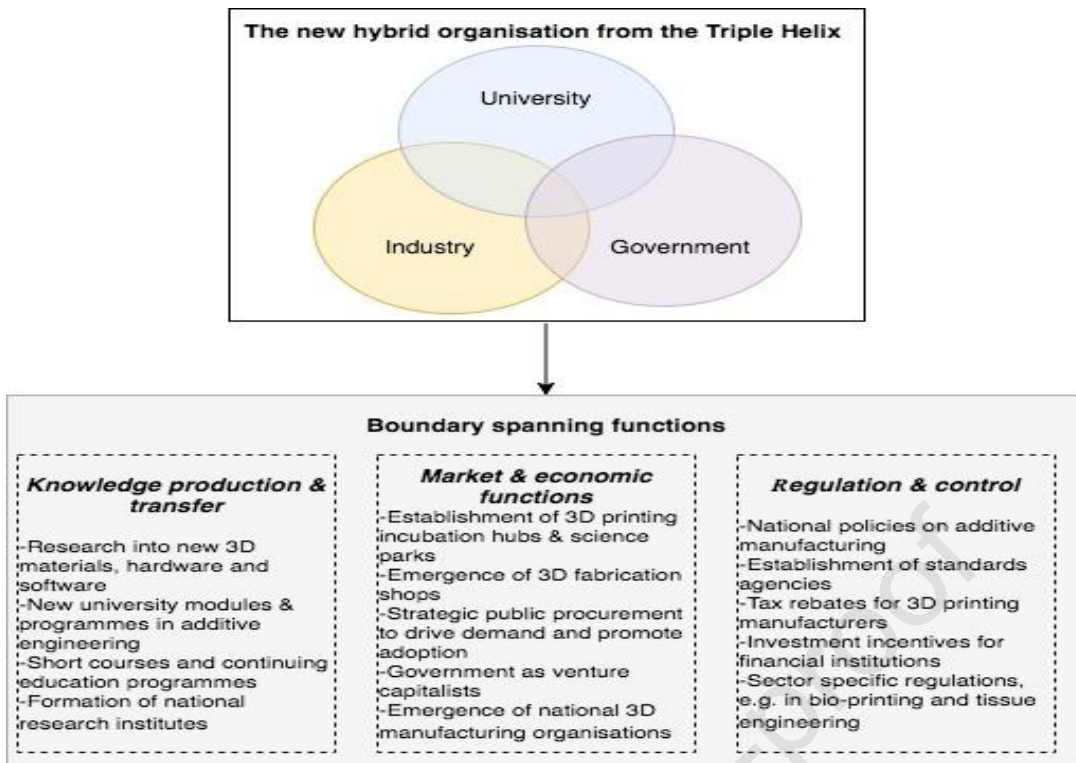 The new hybrid organisation from the Triple Helix
University
Industry
Government
Boundary spanning functions
Knowledge production &
transfer
-Research into new 3D
materials, hardware and
software
-New university modules &
programmes in additive
engineering
-Short courses and continuing
education programmes
-Formation of national
research institutes
Market & economic
functions
-Establishment of 3D printing
incubation hubs & science
parks
-Emergence of 3D fabrication
shops
-Strategic public procurement
to drive demand and promote
adoption
-Government as venture
capitalists
-Emergence of national 3D
manufacturing organisations
Regulation & control
-National policies on additive
manufacturing
-Establishment of standards
agencies
-Tax rebates for 3D printing
manufacturers
-Investment incentives for
financial institutions
-Sector specific regulations,
e.g. in bio-printing and tissue
engineering